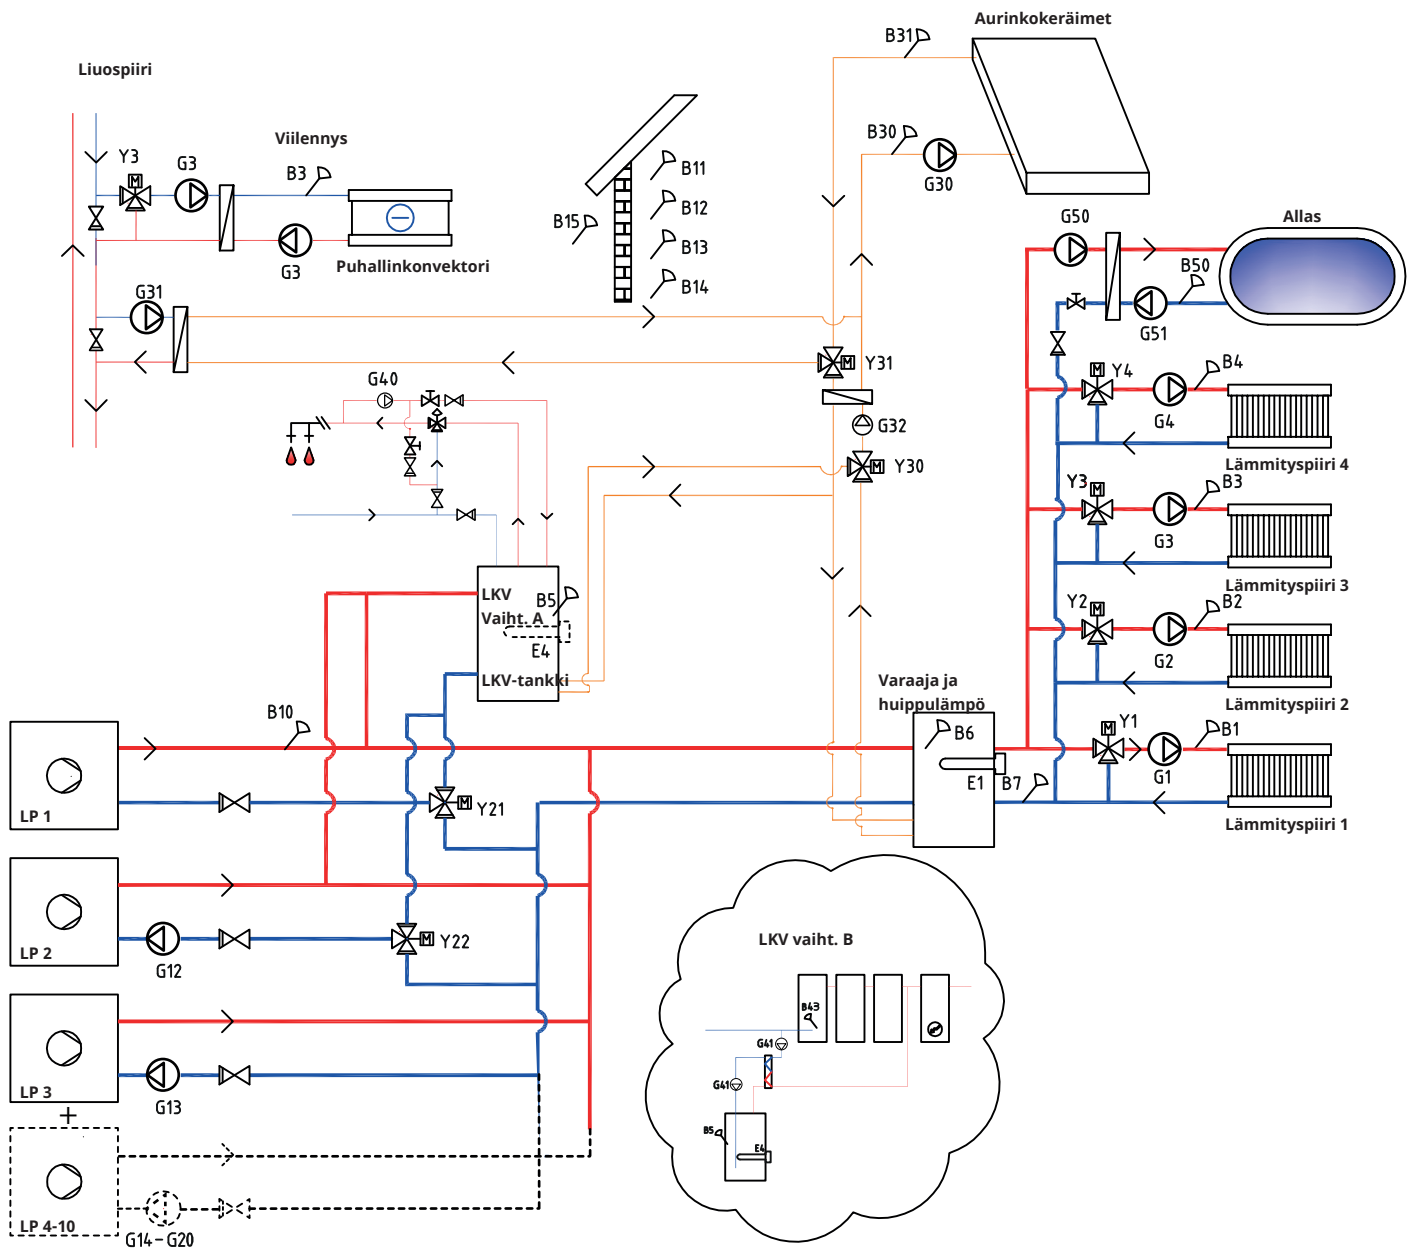 Aurinkokeräimet
B31
Liuospiiri
Viilennys
B30
G30
Y3
G3
B3
B11
B12
B15
B13
B14
G3
Puhallinkonvektori
G50
Allas
B50
G51
G31
Y31
G40
G32
Y30
Y4
B4
G4
Lämmityspiiri 4
Y3
B3
G3
Lämmityspiiri 3
Y2
B2
G2
Lämmityspiiri 2
LKV
B5
Vaiht. A
E4
LKV-tankki
Varaaja ja
huippulämpö
B10
B6
E1
B7
Y1
B1
G1
Lämmityspiiri 1
LP 1
Y21
LP 2
G12
Y22
LP 3
G13
+
LP 4-10
G14-G20
LKV vaiht. B
B43
G41
G41
B5
E4